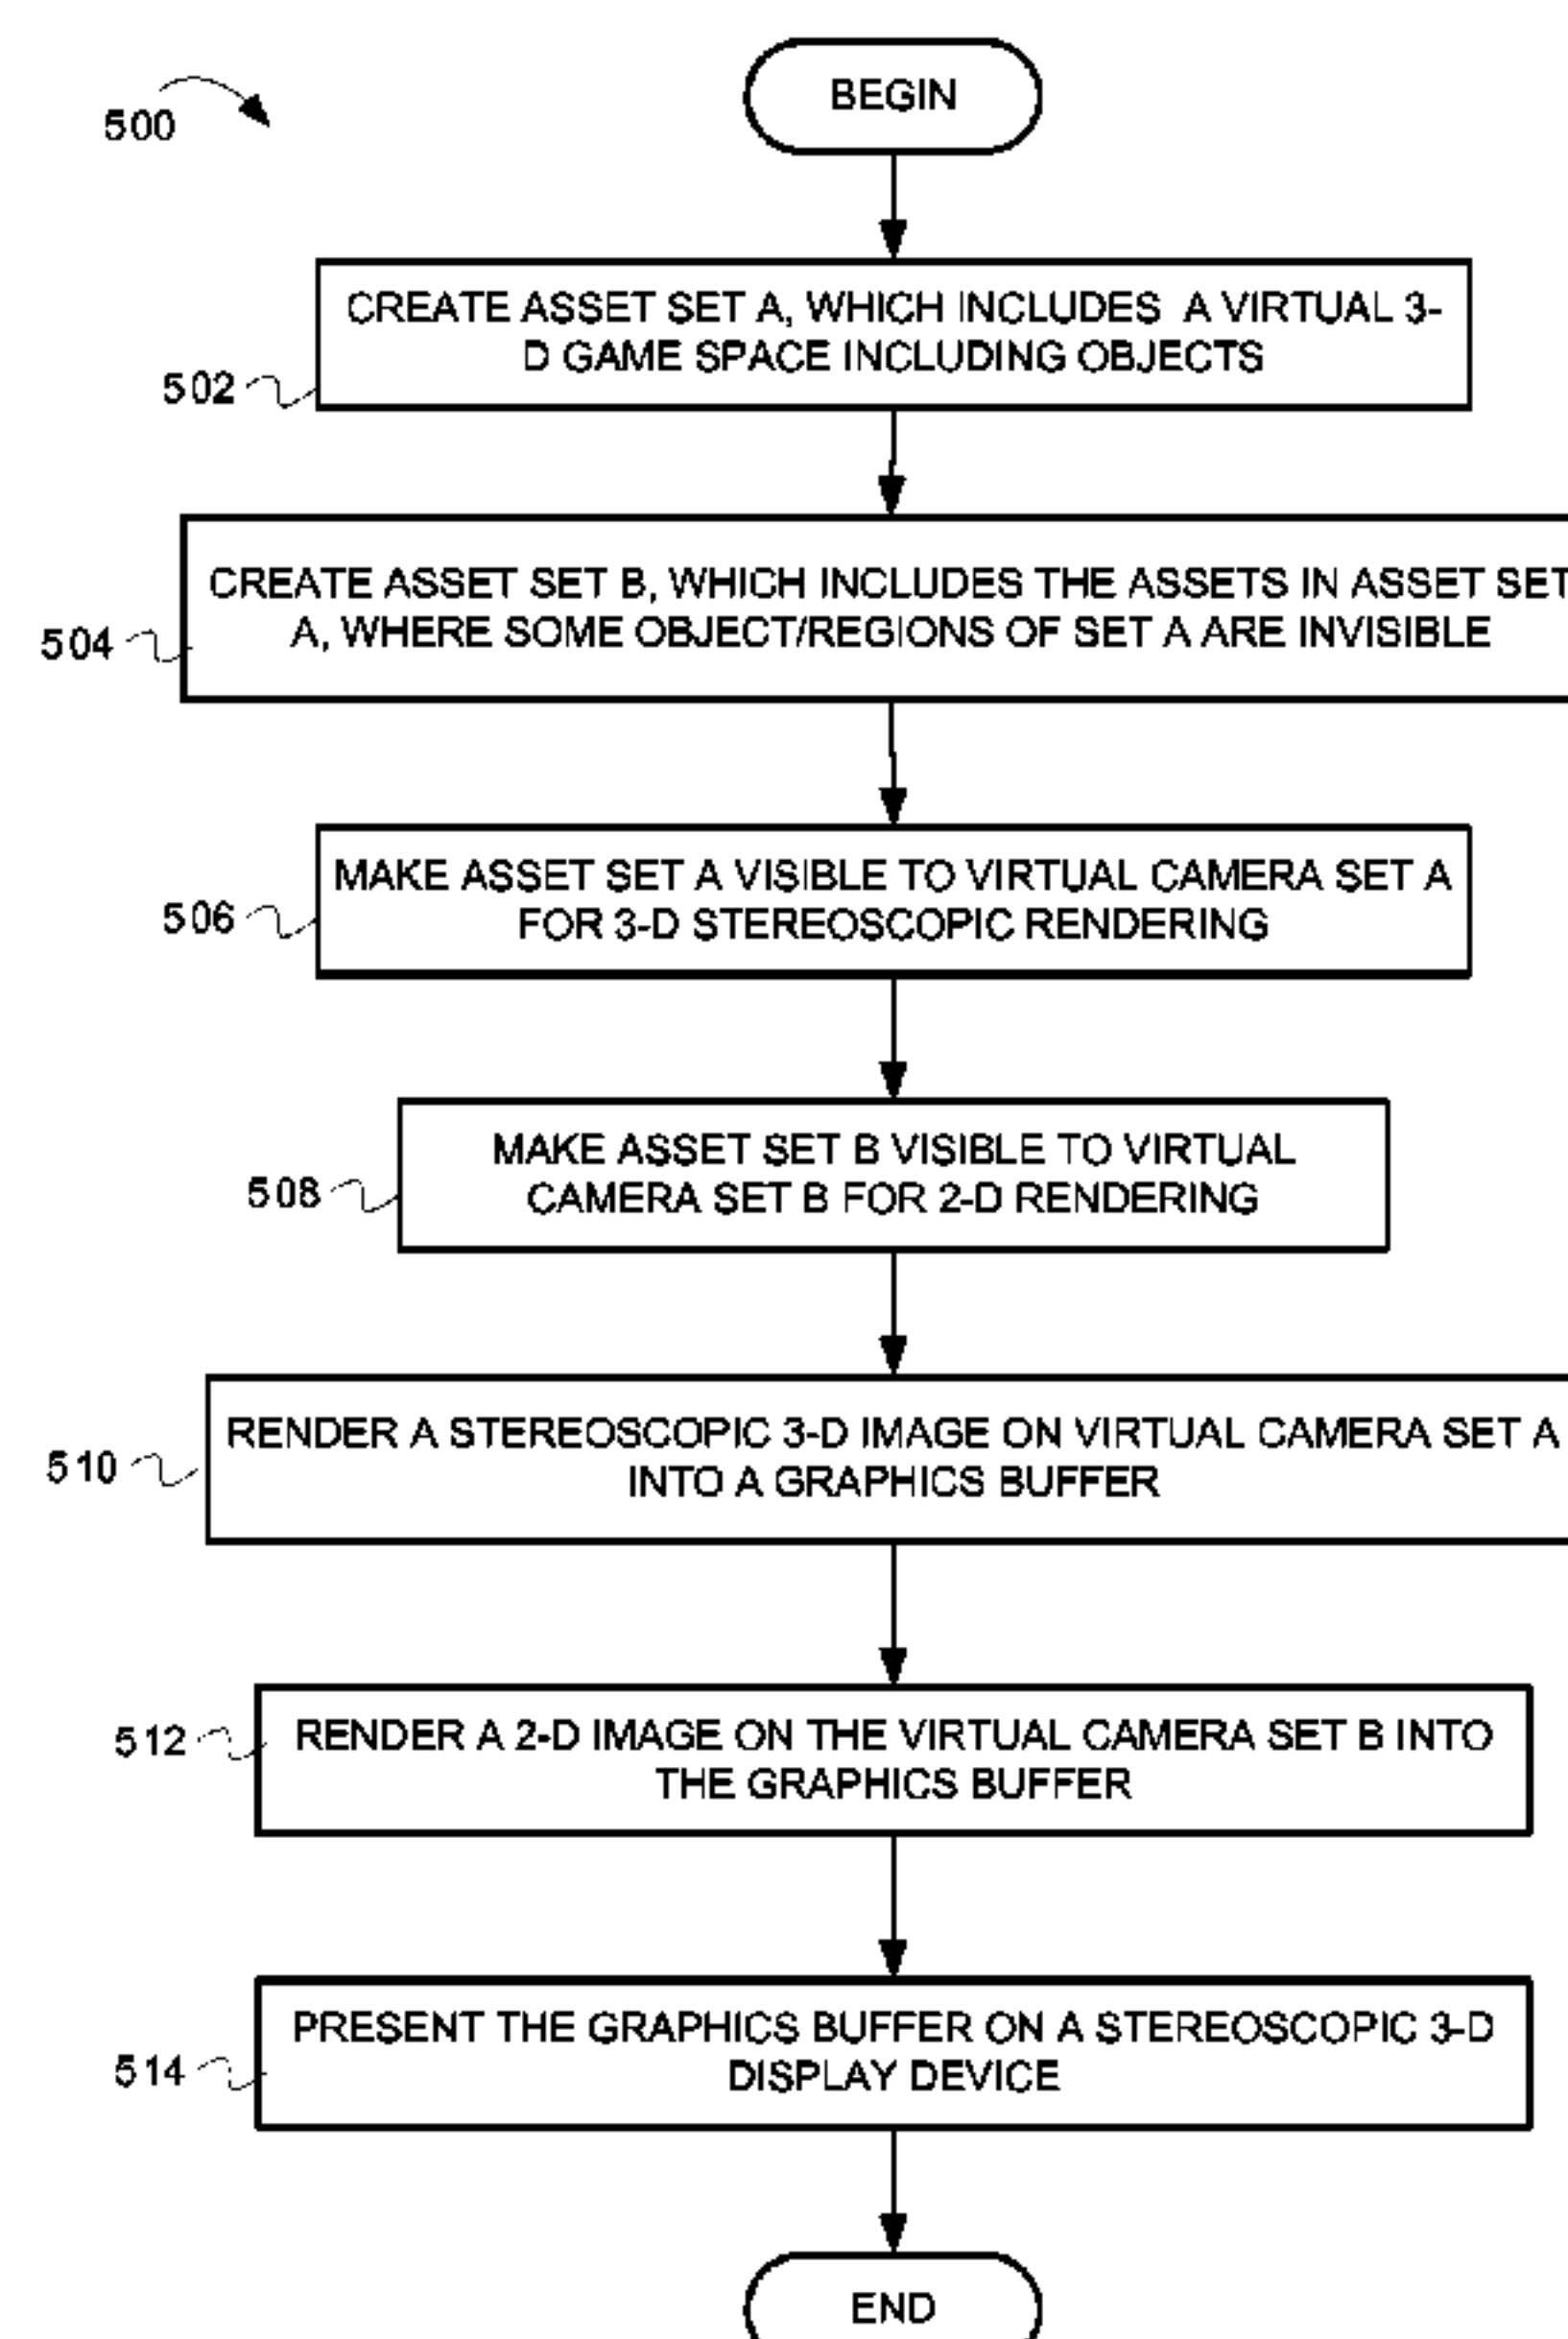 BEGIN
500
CREATE ASSET SET A, WHICH INCLUDES A VIRTUAL 3-
D GAME SPACE INCLUDING OBJECTS
502
CREATE ASSET SET B, WHICH INCLUDES THE ASSETS IN ASSET SET
A, WHERE SOME OBJECT/REGIONS OF SET A ARE INVISIBLE
504
MAKE ASSET SET A VISIBLE TO VIRTUAL CAMERA SET A
FOR 3-D STEREOSCOPIC RENDERING
506
MAKE ASSET SET B VISIBLE TO VIRTUAL
CAMERA SET B FOR 2-D RENDERING
508
RENDER A STEREOSCOPIC 3-D IMAGE ON VIRTUAL CAMERA SET A
INTO A GRAPHICS BUFFER
510
RENDER A 2-D IMAGE ON THE VIRTUAL CAMERA SET B INTO
THE GRAPHICS BUFFER
512
PRESENT THE GRAPHICS BUFFER ON A STEREOSCOPIC 3-D
DISPLAY DEVICE
514
END